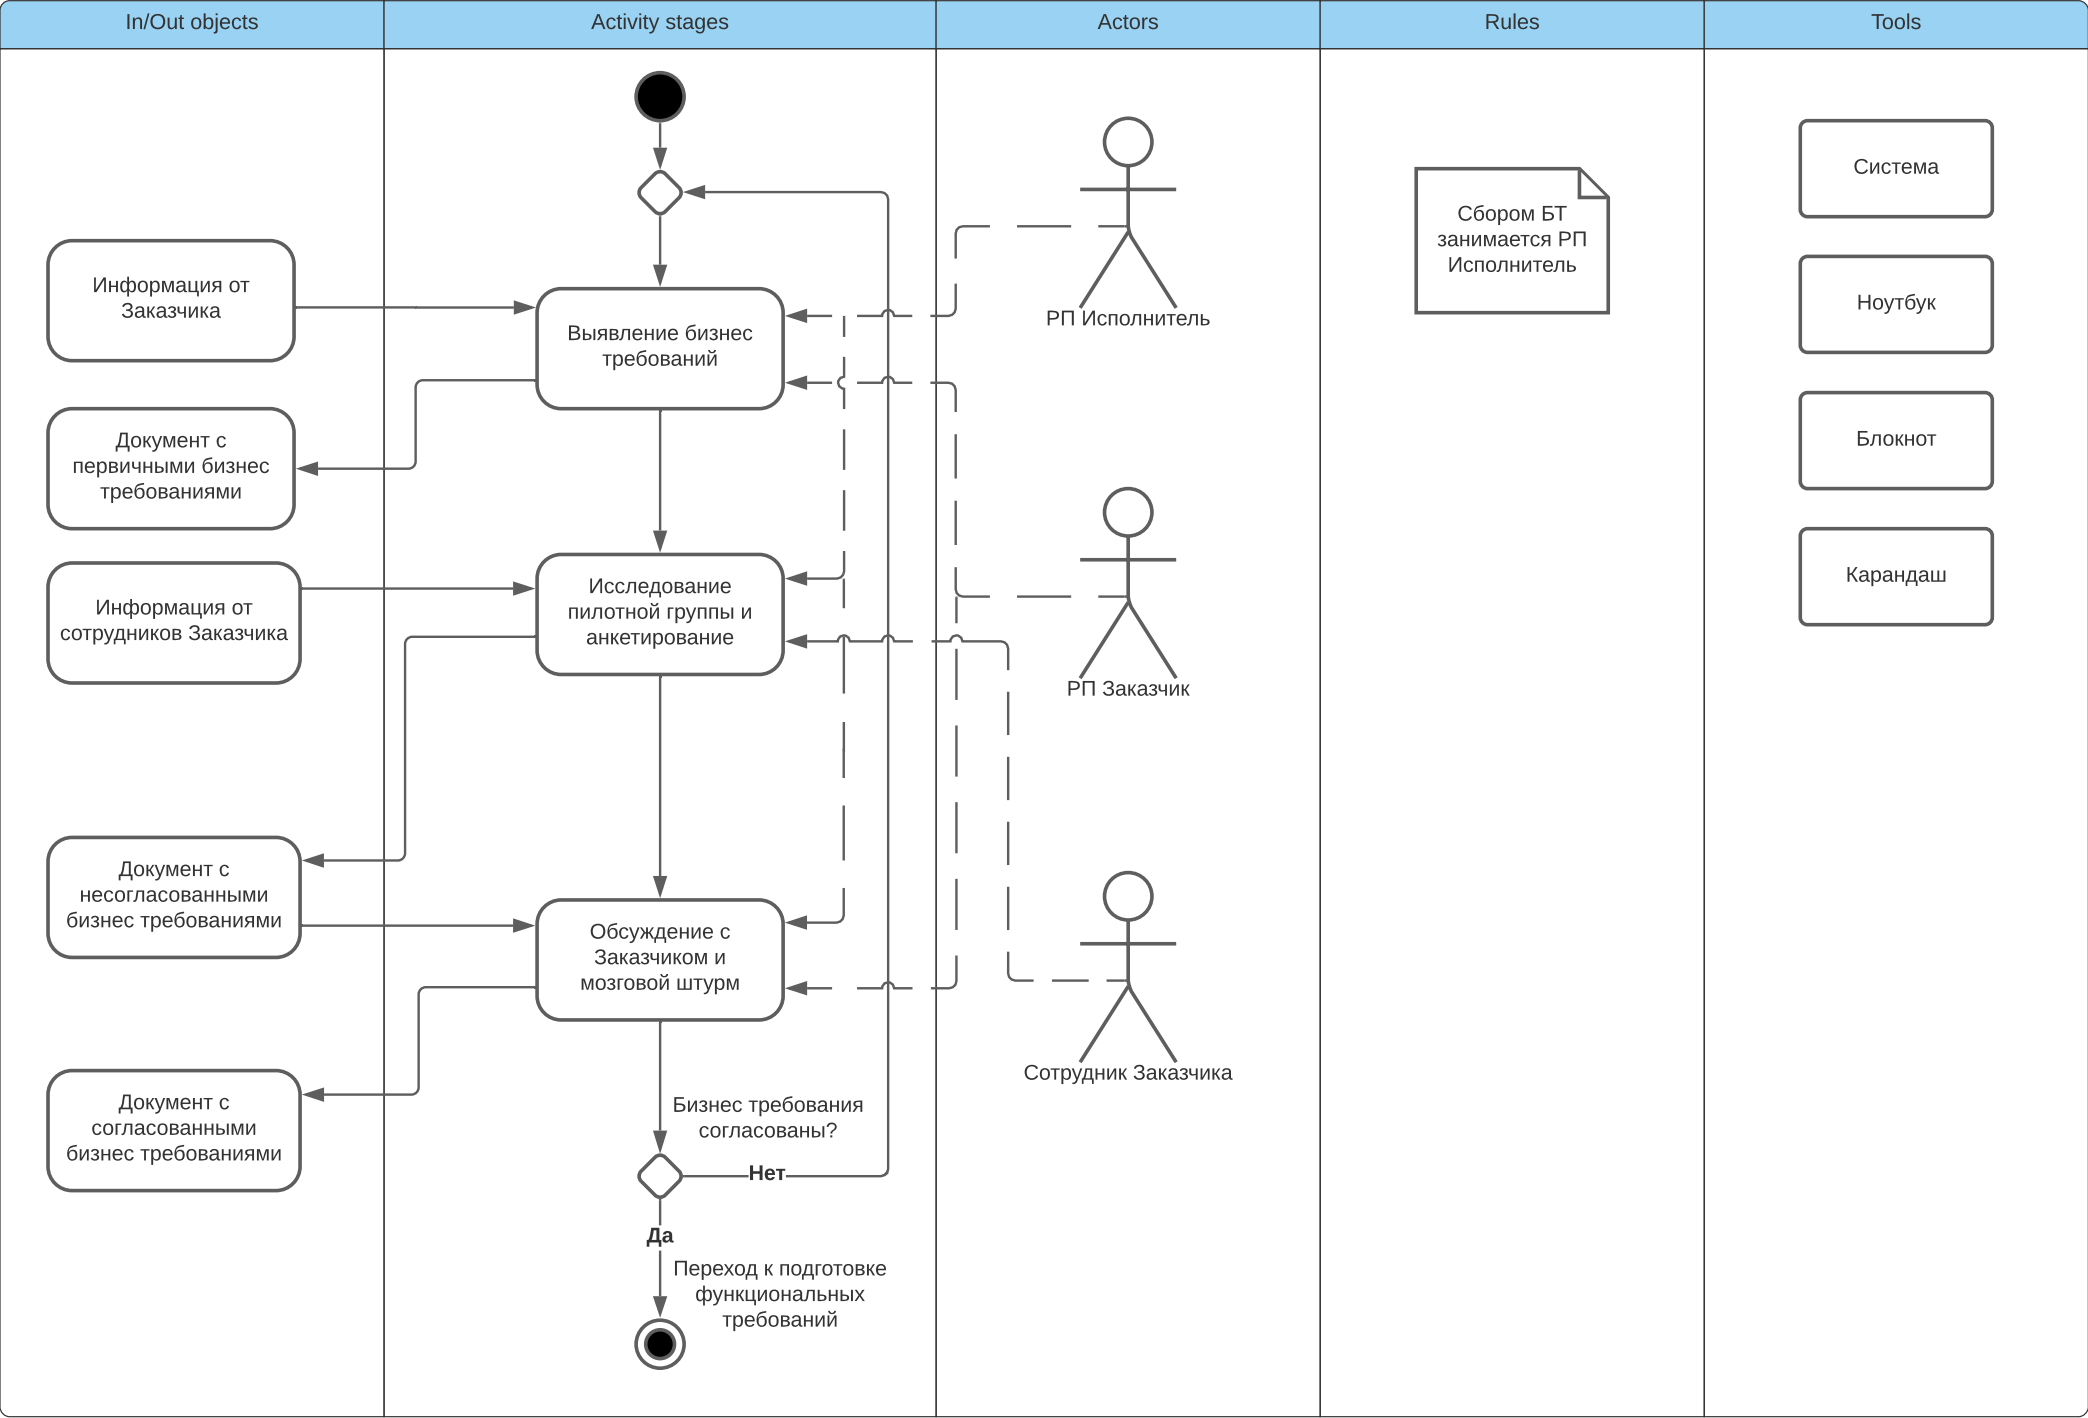 In/Out objects
Activity stages
Actors
Rules
Tools
Информация от
Заказчика
Документ с
первичными бизнес
требованиями
Информация от
сотрудников Заказчика
Документ с
несогласованными
бизнес требованиями
Документ с
согласованными
бизнес требованиями
Выявление бизнес
требований
Исследование
пилотной группы и
анкетирование
Обсуждение с
Заказчиком и
мозговой штурм
Бизнес требования
согласованы?
Нет
Да
Переход к подготовке
функциональных
требований
РП Исполнитель
РП Заказчик
Сотрудник Заказчика
Сбором БТ
занимается РП
Исполнитель
Система
Ноутбук
Блокнот
Карандаш